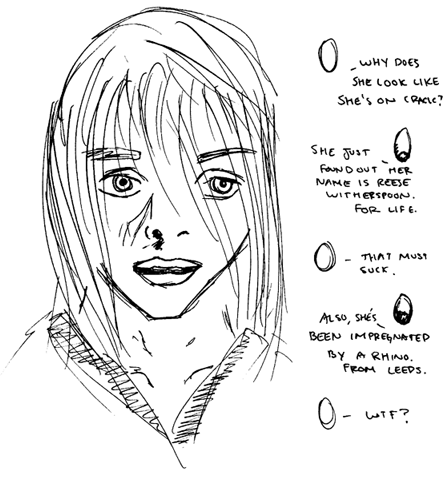 - WHY DOES
SHE LOOK LIKE
SHE'S ON CRACK?
SHE JUST -
FOUND OUT HER
NAME IS REESE
WITHERSPOON.
FOR LIFE.
- THAT MUST
SUCK.
ALSO, SHE'S -
BEEN IMPREGNATED
BY A RHINO.
FROM LEEDS.
- WTF?